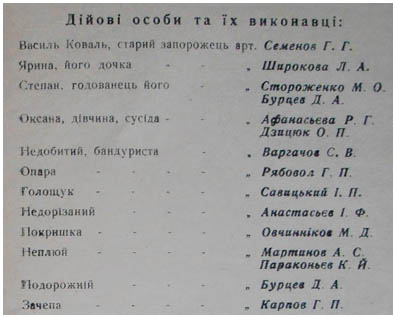 Дійові особи та їх виконавці:
Василь Коваль, старий запорожець арт. Семенов Г. Г.
Ярина, його дочка - - „ Широкова Л. А.
Степан, годованець його - „ Стороженко М. О.
Бурцев Д. А.
Оксана, дівчина, сусіда - - „ Афанасьєва Р. Г.
Дзицюк О. П.
Недобитий, бандуриста - „ Варгачов С. В.
Опара - - - - „ Рябовол Г. П.
Голощук - - - - „ Савицький І. П.
Недорізаний - - - „ Анастасьєв І. Ф.
Покришка - - - - „ Овчинніков М. Д.
Неплюй - - - - „ Мартинов А. С.
Параконьєв К. Й.
Подорожній - - - „ Бурцев Д. А.
Зачепа - - - - „ Карпов Г. П.